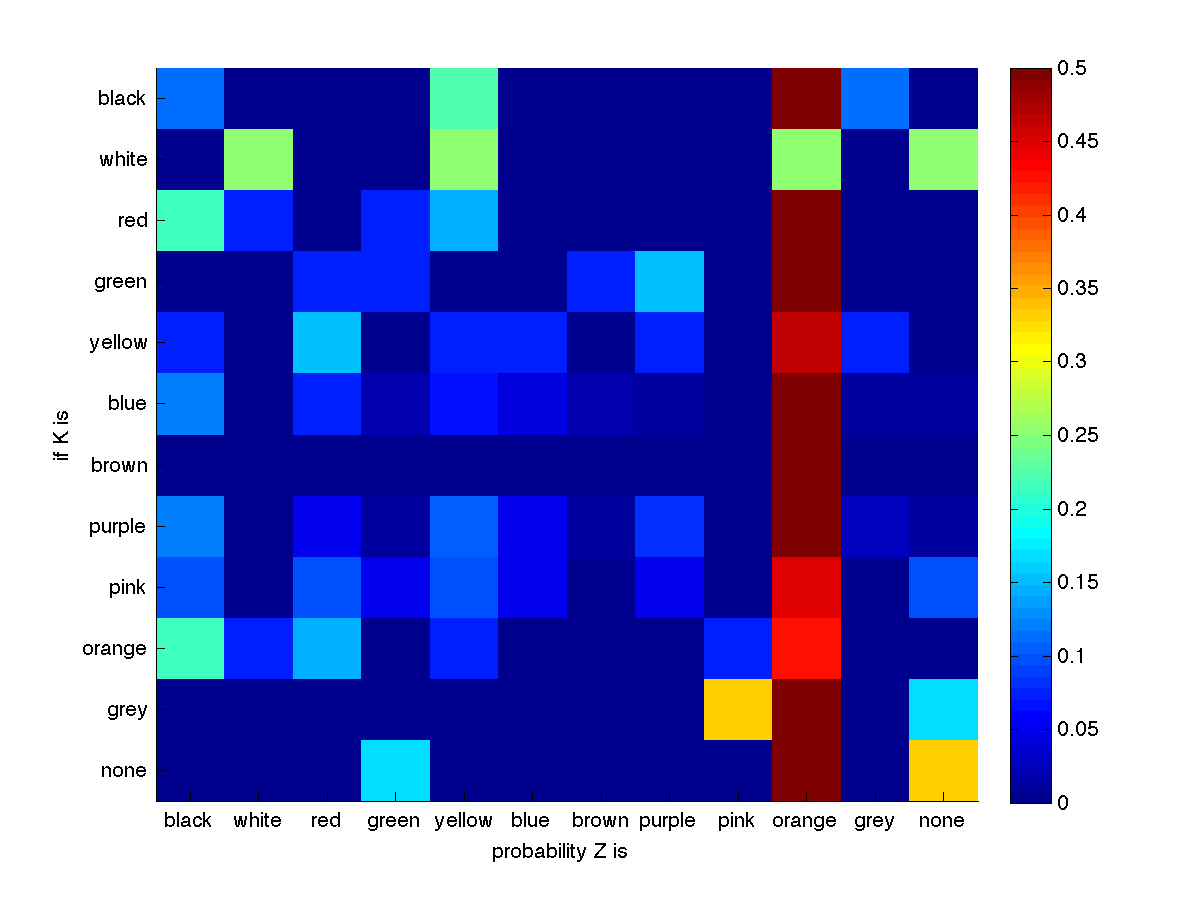 black
white
red
green
yellow
blue
brown
purple
pink
orange
grey
none
if K is
black white red green yellow blue brown purple pink orange grey none
probability Z is
0.5
0.45
0.4
0.35
0.3
0.25
0.2
0.15
0.1
0.05
0